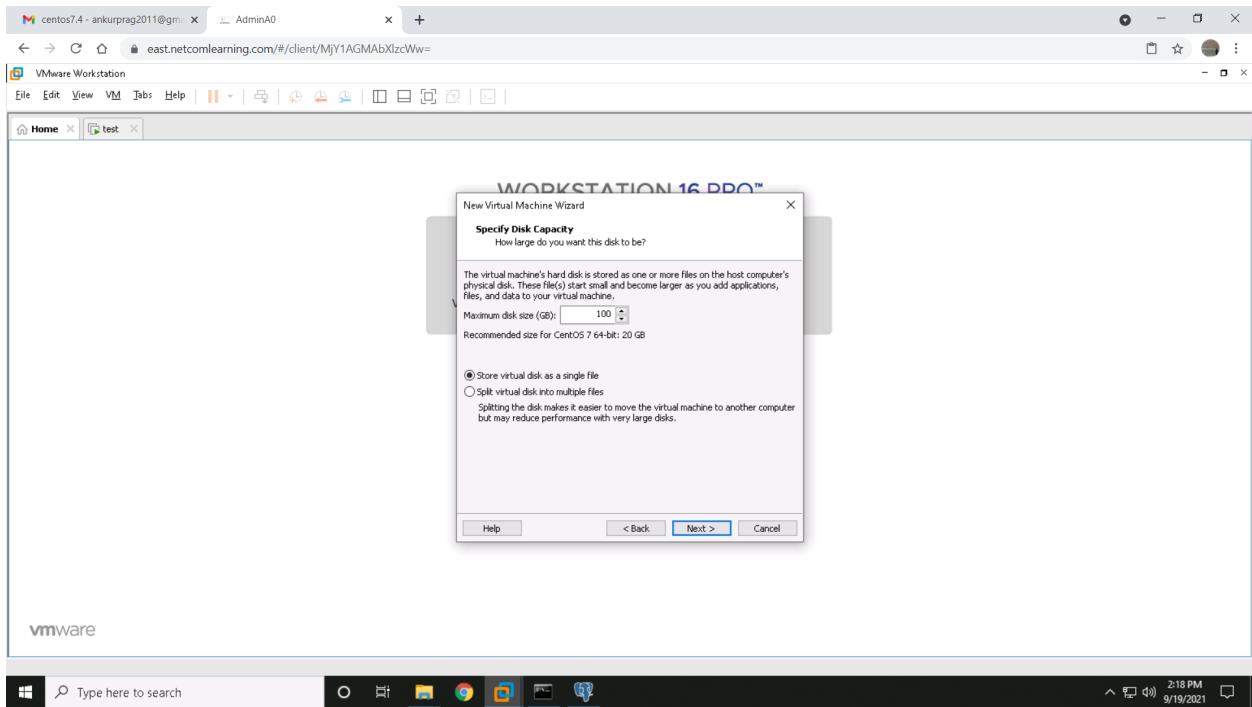 centos7.4 - ankurprag2011@gma
AdminA0
east.netcomlearning.com/#/client/MjY1AGMAbXlzcWw=
VMware Workstation
File Edit View VM Tabs Help
Home
test
WORKSTATION 16 PRO™
New Virtual Machine Wizard
Specify Disk Capacity
How large do you want this disk to be?
The virtual machine's hard disk is stored as one or more files on the host computer's
physical disk. These file(s) start small and become larger as you add applications,
files, and data to your virtual machine.
Maximum disk size (GB): 100
Recommended size for CentOS 7 64-bit: 20 GB
Store virtual disk as a single file
Split virtual disk into multiple files
Splitting the disk makes it easier to move the virtual machine to another computer
but may reduce performance with very large disks.
Help < Back Next > Cancel
vmware
Type here to search
2:18 PM
9/19/2021